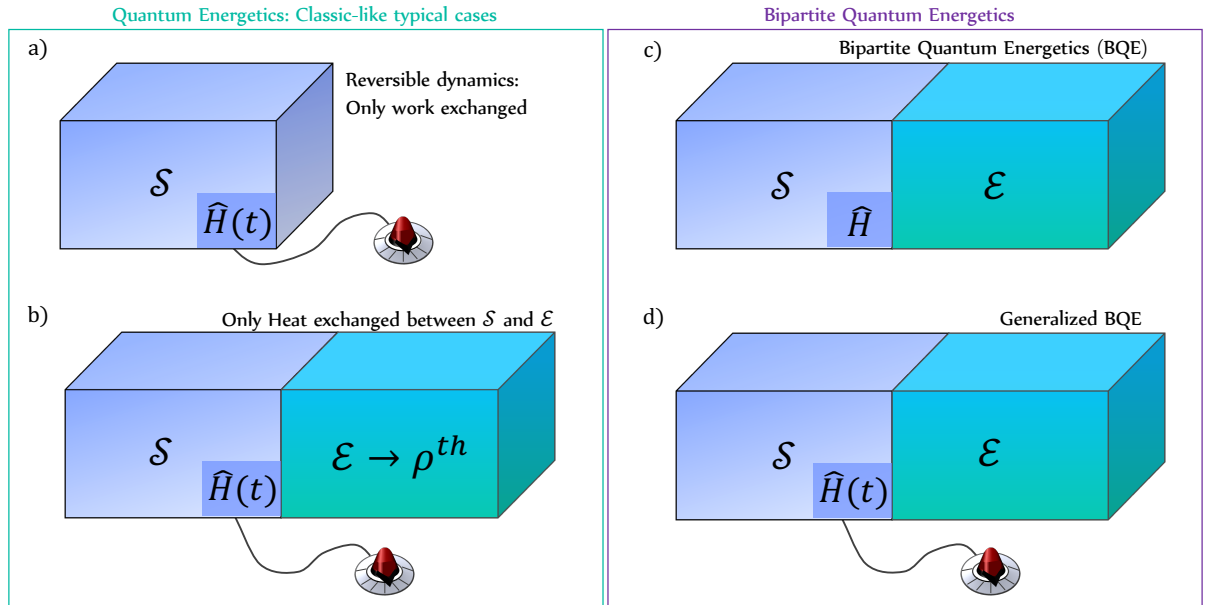 Quantum Energetics: Classic-like typical cases
a)
Reversible dynamics:
Only work exchanged
𝒮
Ĥ(t)
b)
Only Heat exchanged between 𝒮 and ℰ
𝒮
ℰ → ρ^{th}
Ĥ(t)
Bipartite Quantum Energetics
c)
Bipartite Quantum Energetics (BQE)
𝒮
ℰ
Ĥ
d)
Generalized BQE
𝒮
ℰ
Ĥ(t)